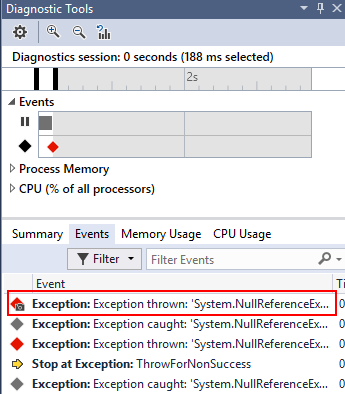 Diagnostic Tools
Diagnostics session: 0 seconds (188 ms selected)
2s
Events
Process Memory
CPU (% of all processors)
Summary Events Memory Usage CPU Usage
Filter Filter Events
Event Ti
Exception: Exception thrown: 'System.NullReferenceEx... 0
Exception: Exception caught: 'System.NullReferenceEx... 0
Exception: Exception thrown: 'System.NullReferenceEx... 0
Stop at Exception: ThrowForNonSuccess 0
Exception: Exception caught: 'System.NullReferenceEx... 0